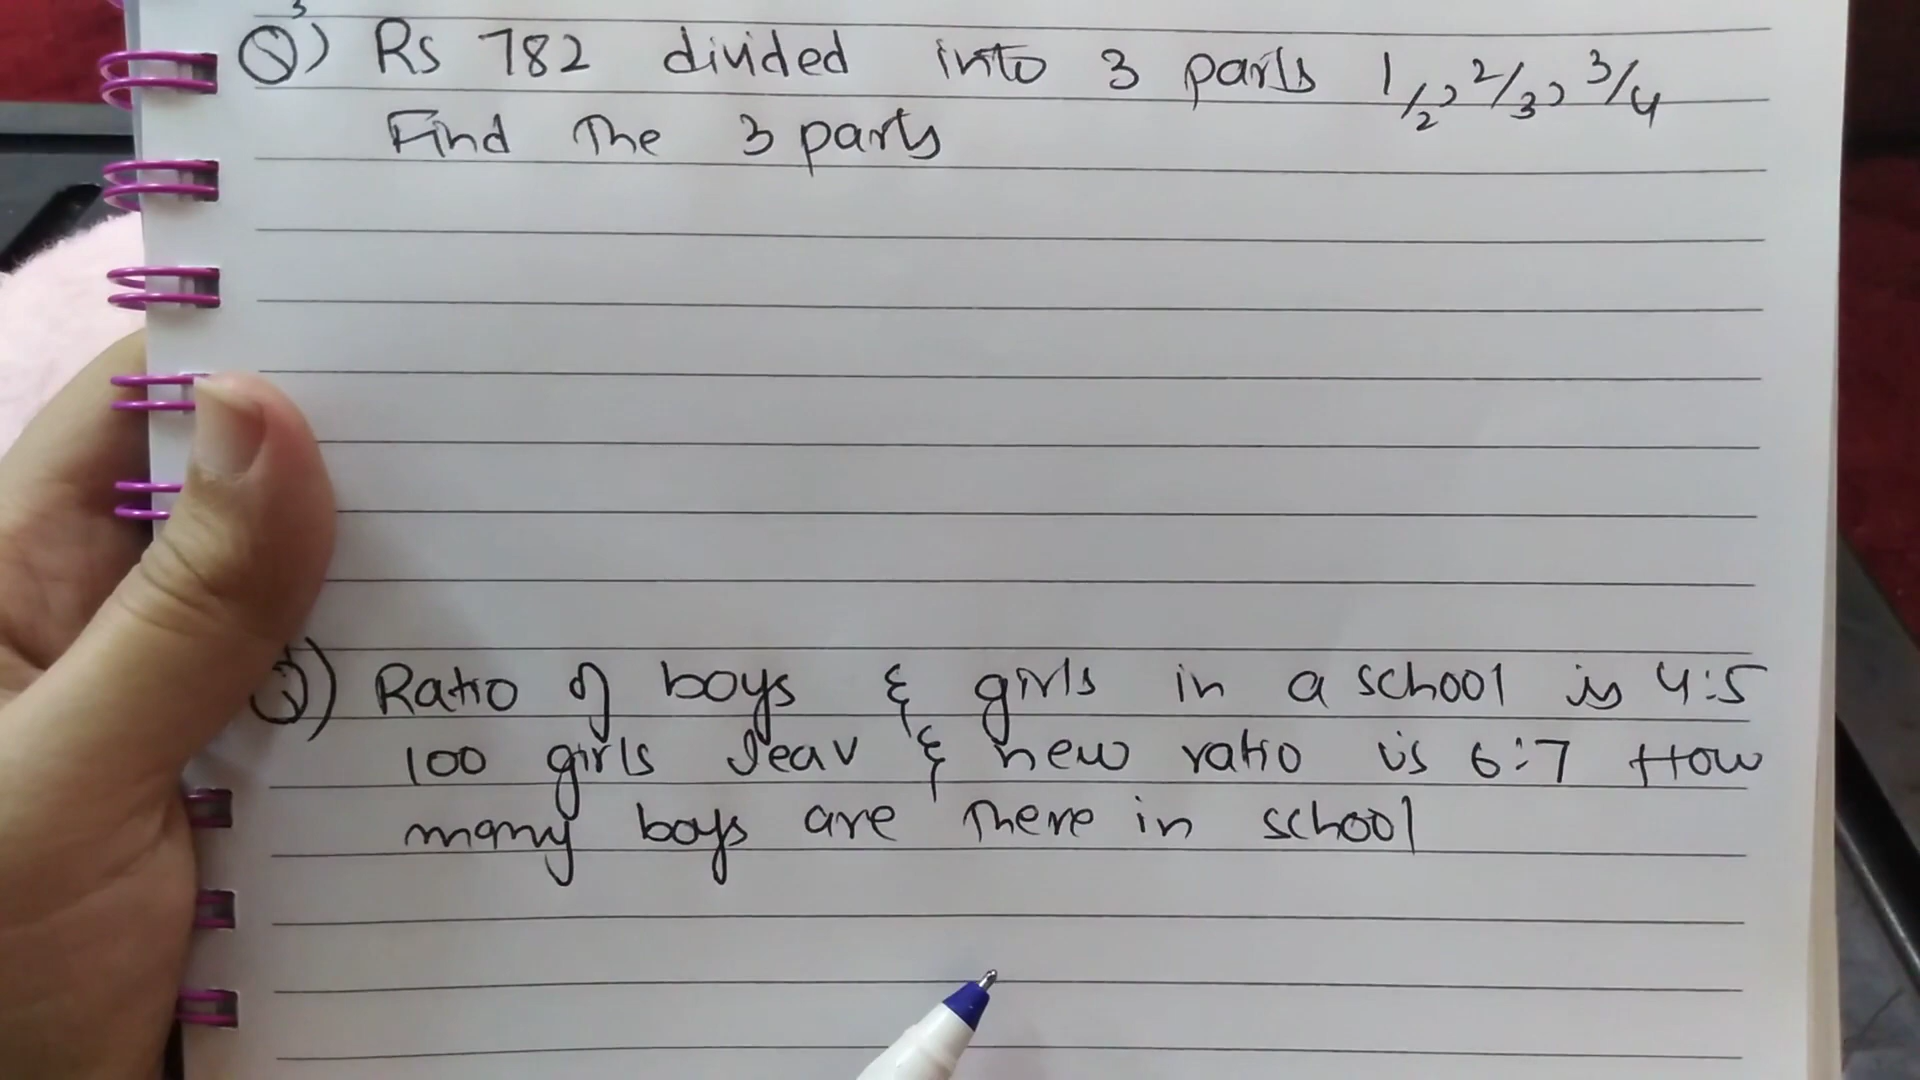 Q3) Rs 782 divided into 3 parts 1/2, 2/3, 3/4
Find The 3 parts
Ratio of boys & girls in a school is 4:5
100 girls leav & new ratio is 6:7 How
many boys are There in school